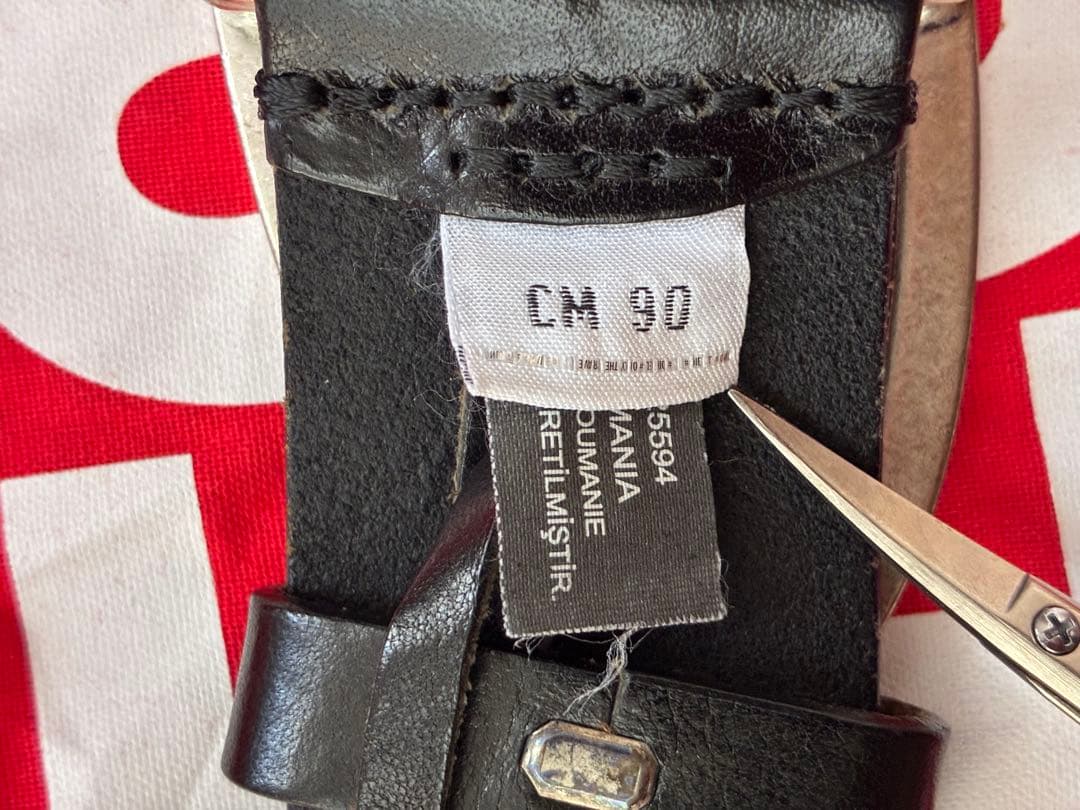 CM 90
5594
MANIA
OUMANIE
RETİLMİŞTİR.